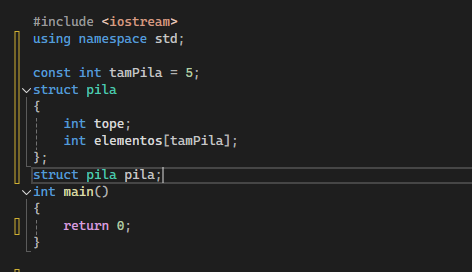 #include <iostream>
using namespace std;
const int tamPila = 5;
struct pila
{
int tope;
int elementos[tamPila];
};
struct pila pila;
int main()
{
return 0;
}